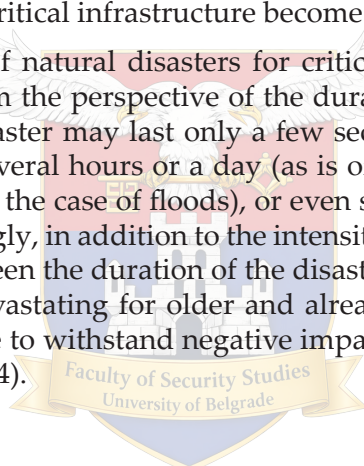 ritical infrastructure become
f natural disasters for critic
m the perspective of the dura
aster may last only a few sec
everal hours or a day (as is o
the case of floods), or even s
gly, in addition to the intensit
een the duration of the disast
vastating for older and alrea
e to withstand negative impa
4).
Faculty of Security Studies
University of Belgrade